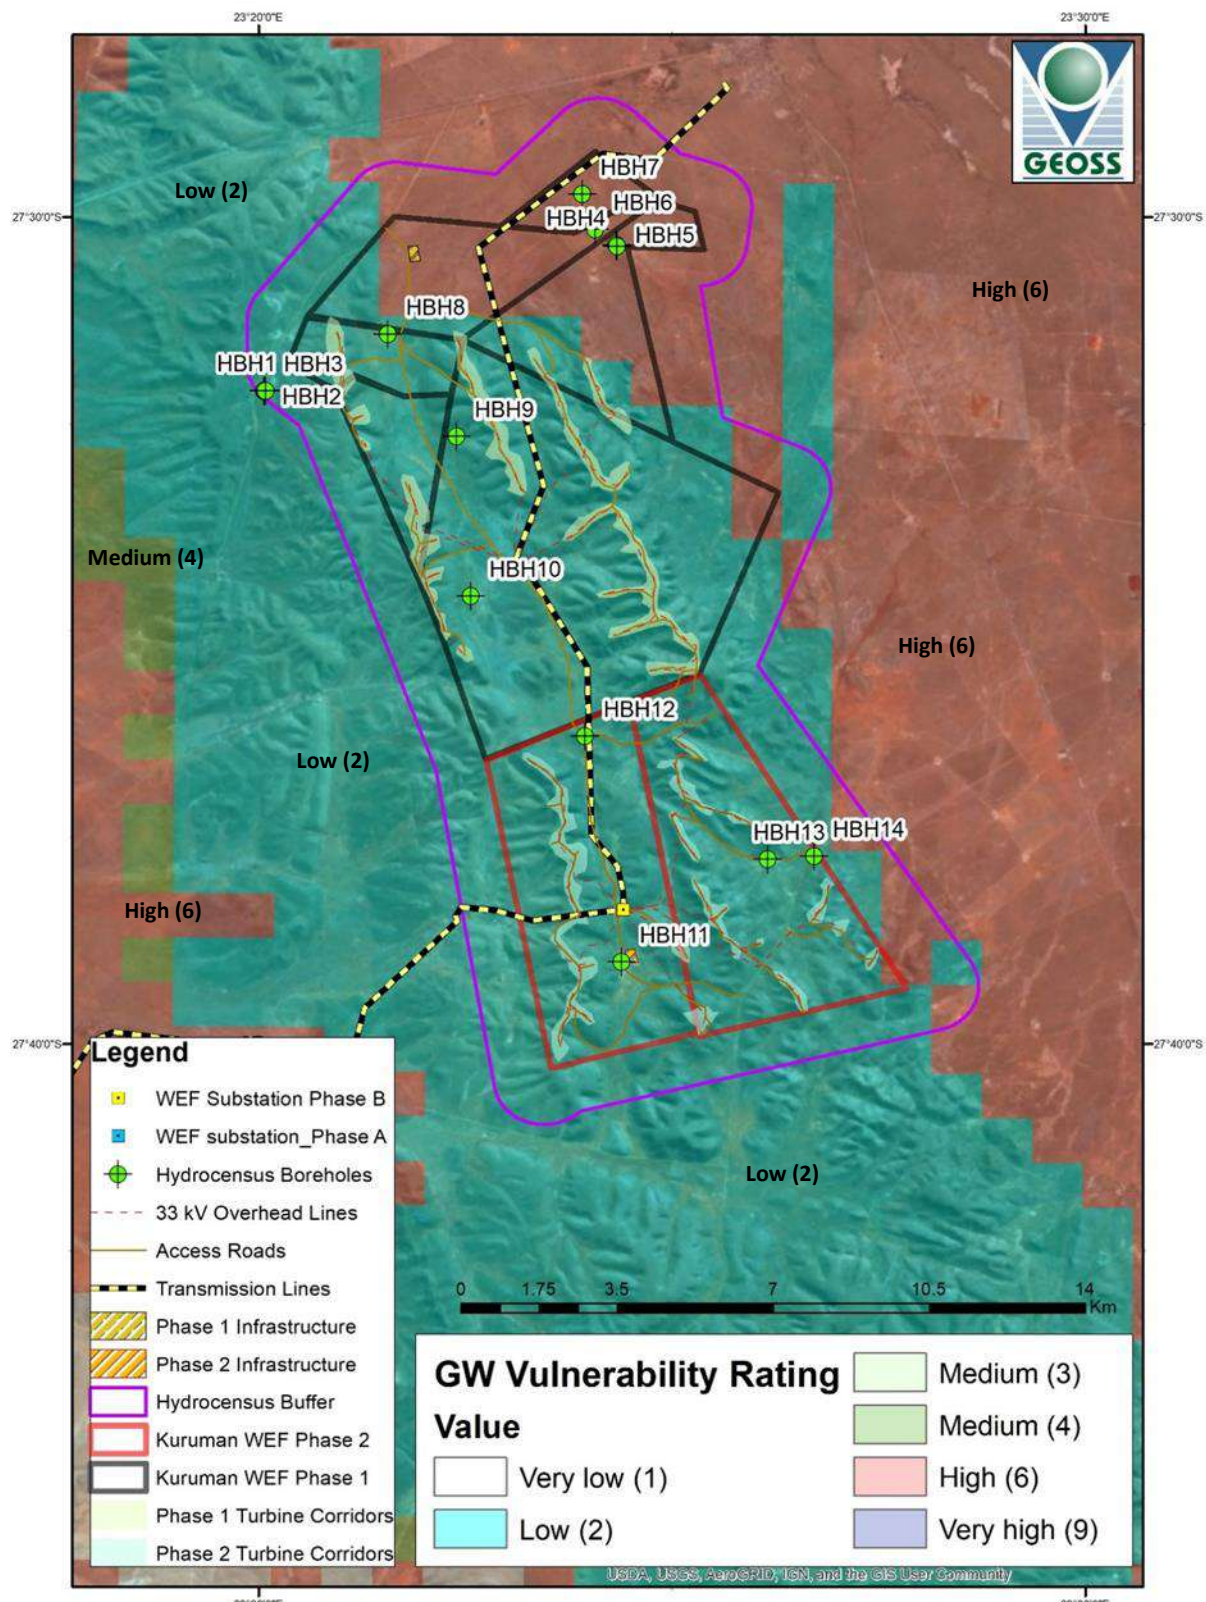 23°20'0"E
23°30'0"E
GEOSS
HBH7
Low (2)
HBH6
27°30'0"S
HBH4
27°30'0"S
HBH5
High (6)
HBH8
HBH1
HBH3
HBH2
HBH9
Medium (4)
HBH10
High (6)
HBH12
Low (2)
HBH13
HBH14
High (6)
HBH11
27°40'0"S
27°40'0"S
Legend
WEF Substation Phase B
WEF substation_Phase A
Hydrocensus Boreholes
33 kV Overhead Lines
Access Roads
Transmission Lines
Phase 1 Infrastructure
Phase 2 Infrastructure
Hydrocensus Buffer
Kuruman WEF Phase 2
Kuruman WEF Phase 1
Phase 1 Turbine Corridors
Phase 2 Turbine Corridors
Low (2)
0 1.75 3.5 7 10.5 14
Km
GW Vulnerability Rating
Value
Very low (1)
Low (2)
Medium (3)
Medium (4)
High (6)
Very high (9)
USDA, USGS, AeroGRID, IGN, and the GIS User Community